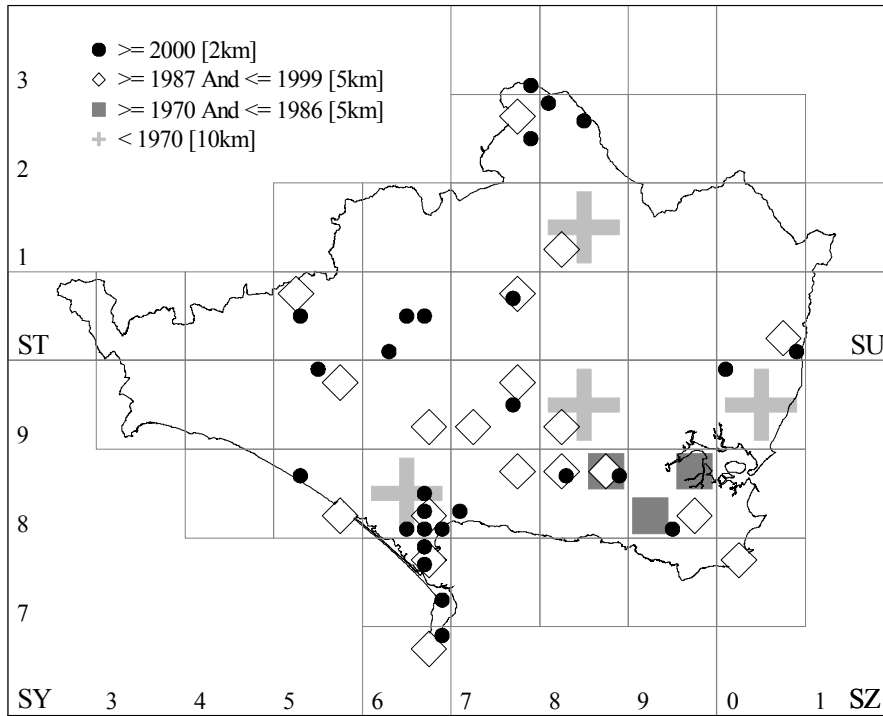 >= 2000 [2km]
>= 1987 And <= 1999 [5km]
>= 1970 And <= 1986 [5km]
< 1970 [10km]
3
2
1
ST SU
9
8
7
SY 3 4 5 6 7 8 9 0 1 SZ